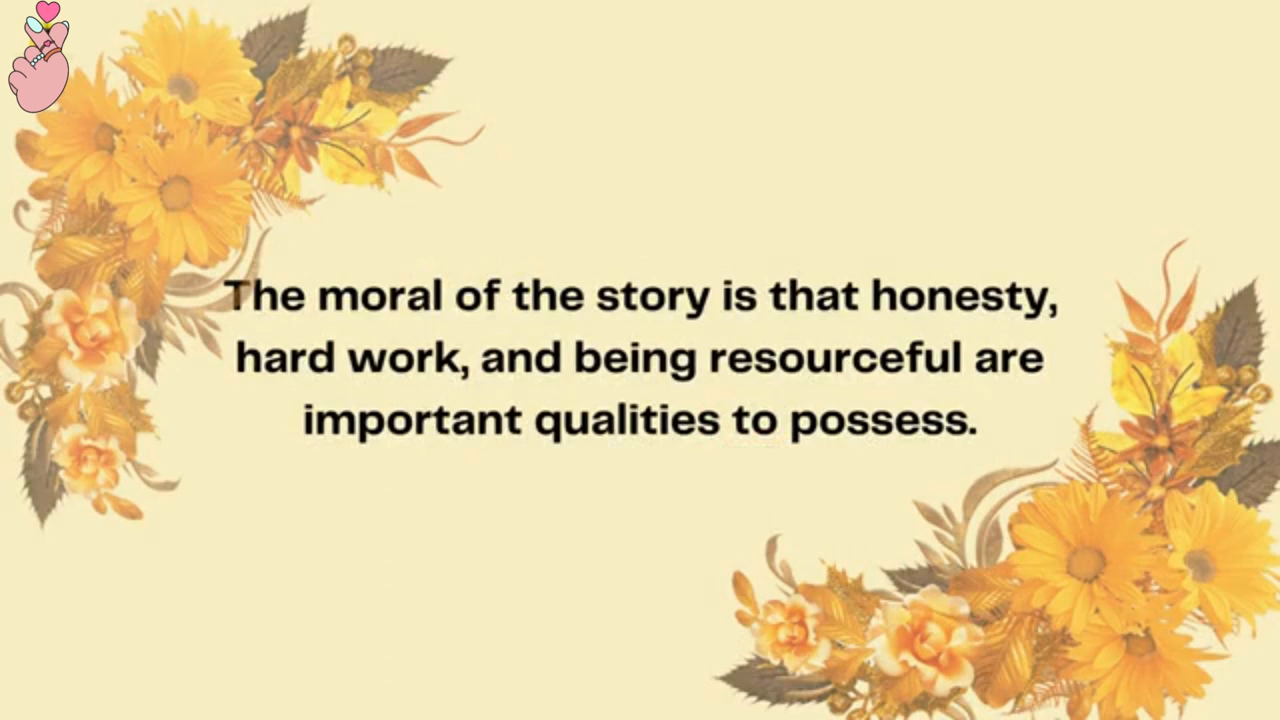 The moral of the story is that honesty,
hard work, and being resourceful are
important qualities to possess.